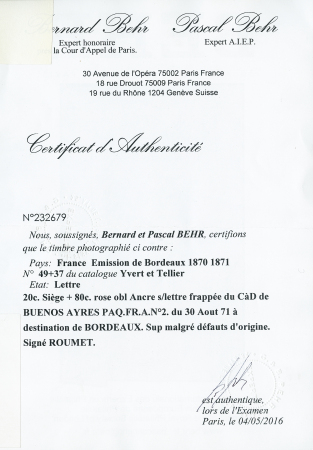 Bernard Behr Pascal Behr
Expert honoraire Expert A.I.E.P.
la Cour d'Appel de Paris.
30 Avenue de l'Opéra 75002 Paris France
18 rue Drouot 75009 Paris France
19 rue du Rhône 1204 Genève Suisse
Certificat d'Authenticité
N°232679
Nous, soussignés, Bernard et Pascal BEHR, certifions
que le timbre photographié ci contre :
Pays: France Emission de Bordeaux 1870 1871
N° 49+37 du catalogue Yvert et Tellier
Etat: Lettre
20c. Siège + 80c. rose obl Ancre s/lettre frappée du CàD de
BUENOS AYRES PAQ.FR.A.N°2. du 30 Aout 71 à
destination de BORDEAUX. Sup malgré défauts d'origine.
Signé ROUMET.
est authentique,
lors de l'Examen
Paris, le 04/05/2016